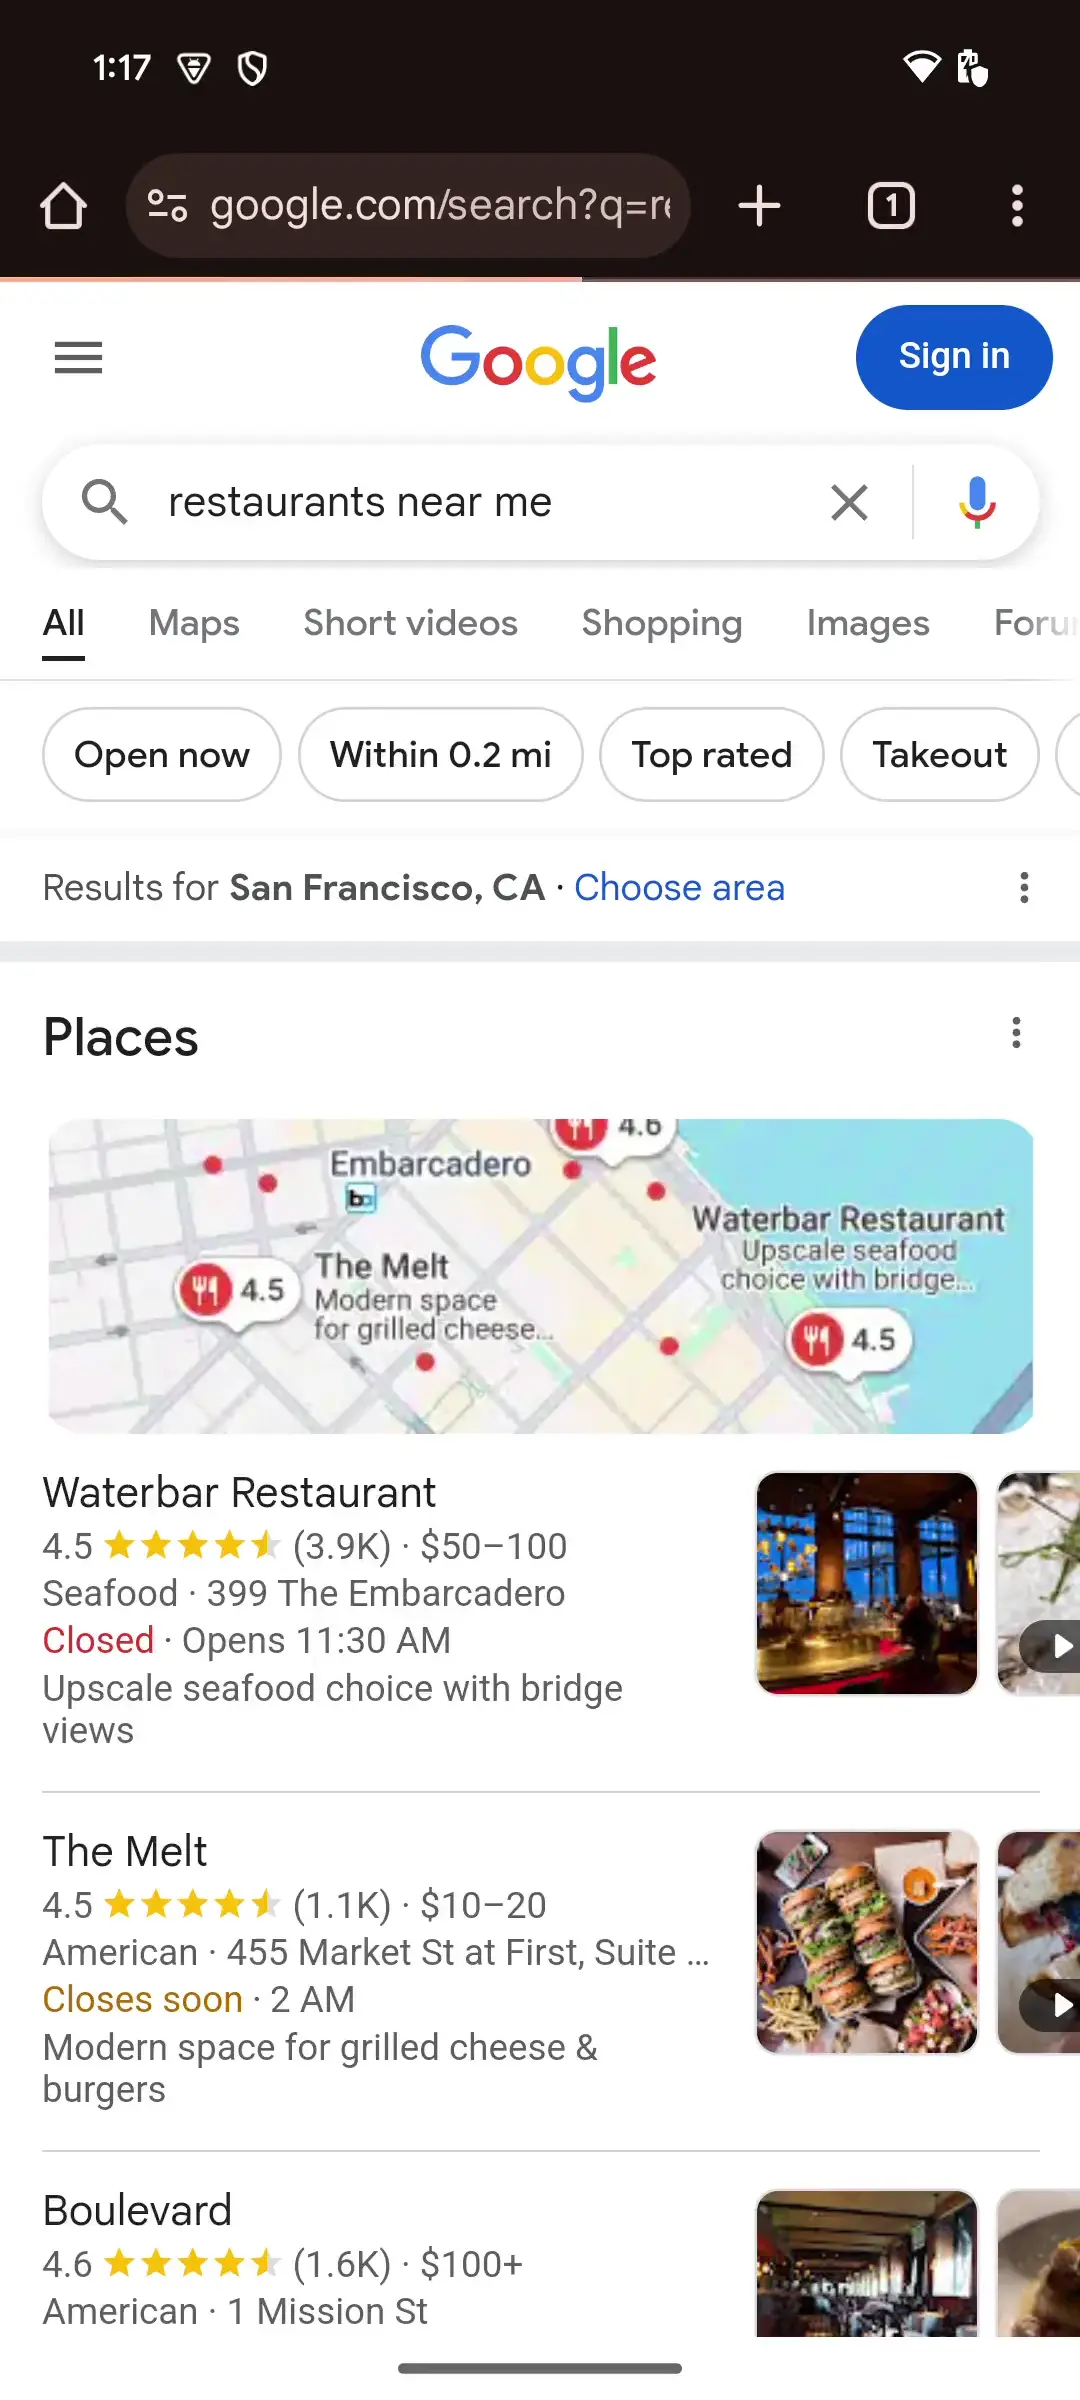 1:17
google.com/search?q=re
1
Google
Sign in
restaurants near me
All Maps Short videos Shopping Images Foru
Open now Within 0.2 mi Top rated Takeout
Results for San Francisco, CA · Choose area
Places
4.6
Embarcadero
Waterbar Restaurant
Upscale seafood
choice with bridge...
The Melt
4.5
Modern space
for grilled cheese...
4.5
Waterbar Restaurant
4.5 (3.9K) · $50–100
Seafood · 399 The Embarcadero
Closed · Opens 11:30 AM
Upscale seafood choice with bridge
views
The Melt
4.5 (1.1K) · $10–20
American · 455 Market St at First, Suite ...
Closes soon · 2 AM
Modern space for grilled cheese &
burgers
Boulevard
4.6 (1.6K) · $100+
American · 1 Mission St